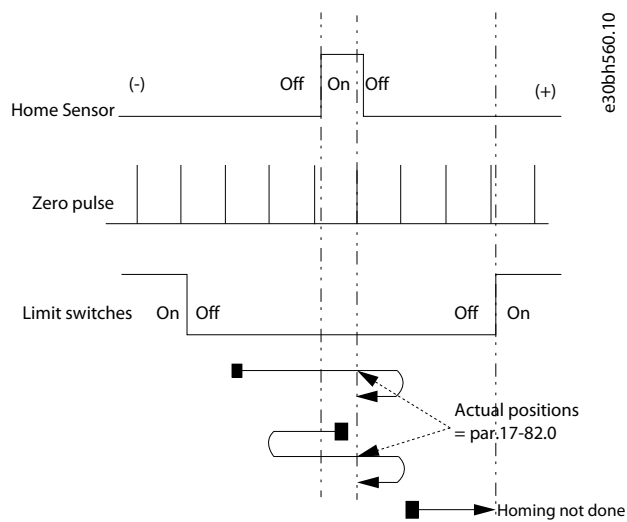 e30bh560.10
(-)
Off
On
Off
(+)
Home Sensor
Zero pulse
Limit switches
On
Off
Off
On
Actual positions
= par.17-82.0
Homing not done